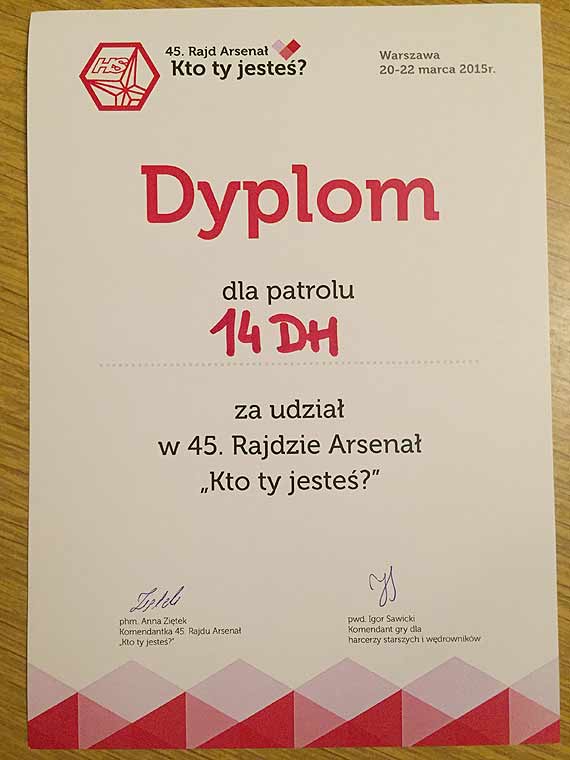 HS
45. Rajd Arsenał
Kto ty jesteś?
Warszawa
20-22 marca 2015r.
Dyplom
dla patrolu
14 DH
za udział
w 45. Rajdzie Arsenał
„Kto ty jesteś?”
Ziętek
phm. Anna Ziętek
Komendantka 45. Rajdu Arsenał
„Kto ty jesteś?”
pwd. Igor Sawicki
Komendant gry dla
harcerzy starszych i wędrowników